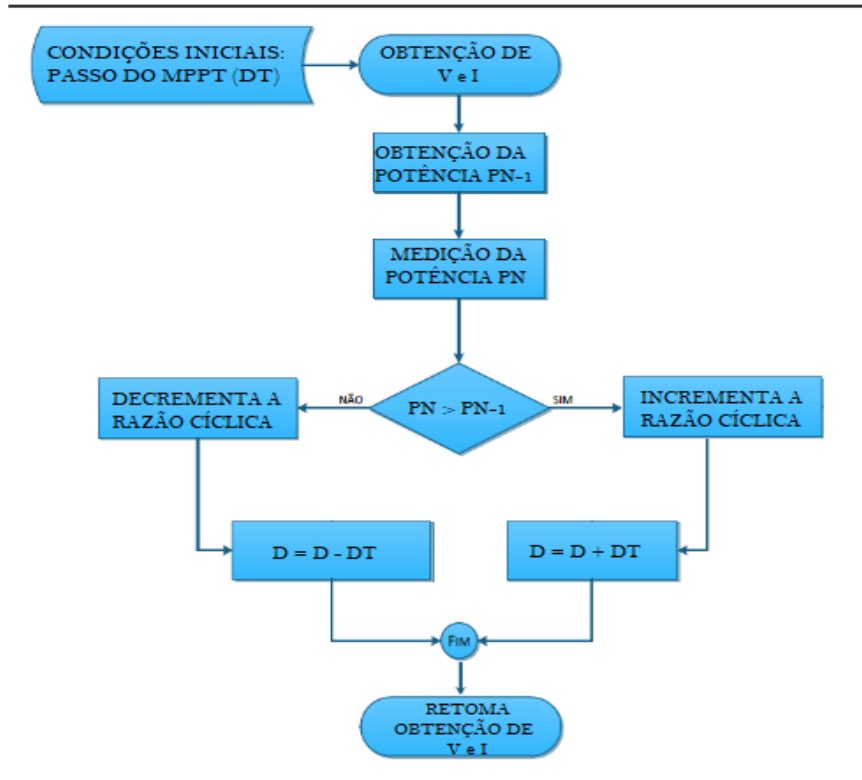 CONDIÇÕES INICIAIS:
PASSO DO MPPT (DT)
OBTENÇÃO DE
V e I
OBTENÇÃO DA
POTÊNCIA PN-1
MEDIÇÃO DA
POTÊNCIA PN
DECREMENTA A
RAZÃO CÍCLICA
NÃO
PN > PN-1
SIM
INCREMENTA A
RAZÃO CÍCLICA
D = D - DT
D = D + DT
FIM
RETOMA
OBTENÇÃO DE
V e I